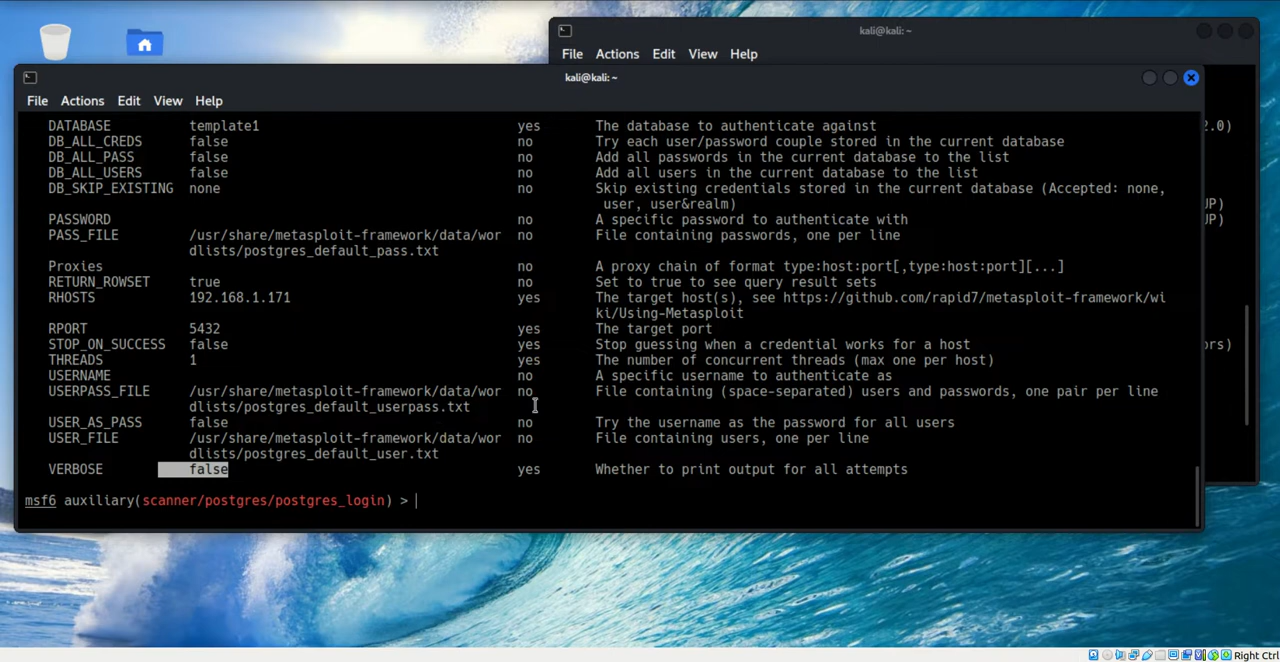 kali@kali: ~
File Actions Edit View Help
kali@kali: ~
File Actions Edit View Help
DATABASE template1 yes The database to authenticate against
DB_ALL_CREDS false no Try each user/password couple stored in the current database
DB_ALL_PASS false no Add all passwords in the current database to the list
DB_ALL_USERS false no Add all users in the current database to the list
DB_SKIP_EXISTING none no Skip existing credentials stored in the current database (Accepted: none,
user, user&realm)
PASSWORD no A specific password to authenticate with
PASS_FILE /usr/share/metasploit-framework/data/wor no File containing passwords, one per line
dlists/postgres_default_pass.txt
Proxies no A proxy chain of format type:host:port[,type:host:port][...]
RETURN_ROWSET true no Set to true to see query result sets
RHOSTS 192.168.1.171 yes The target host(s), see https://github.com/rapid7/metasploit-framework/wi
ki/Using-Metasploit
RPORT 5432 yes The target port
STOP_ON_SUCCESS false yes Stop guessing when a credential works for a host
THREADS 1 yes The number of concurrent threads (max one per host)
USERNAME no A specific username to authenticate as
USERPASS_FILE /usr/share/metasploit-framework/data/wor no File containing (space-separated) users and passwords, one pair per line
dlists/postgres_default_userpass.txt
USER_AS_PASS false no Try the username as the password for all users
USER_FILE /usr/share/metasploit-framework/data/wor no File containing users, one per line
dlists/postgres_default_user.txt
VERBOSE false yes Whether to print output for all attempts
msf6 auxiliary(scanner/postgres/postgres_login) >
2.0)
UP)
UP)
ors)
Right Ctrl